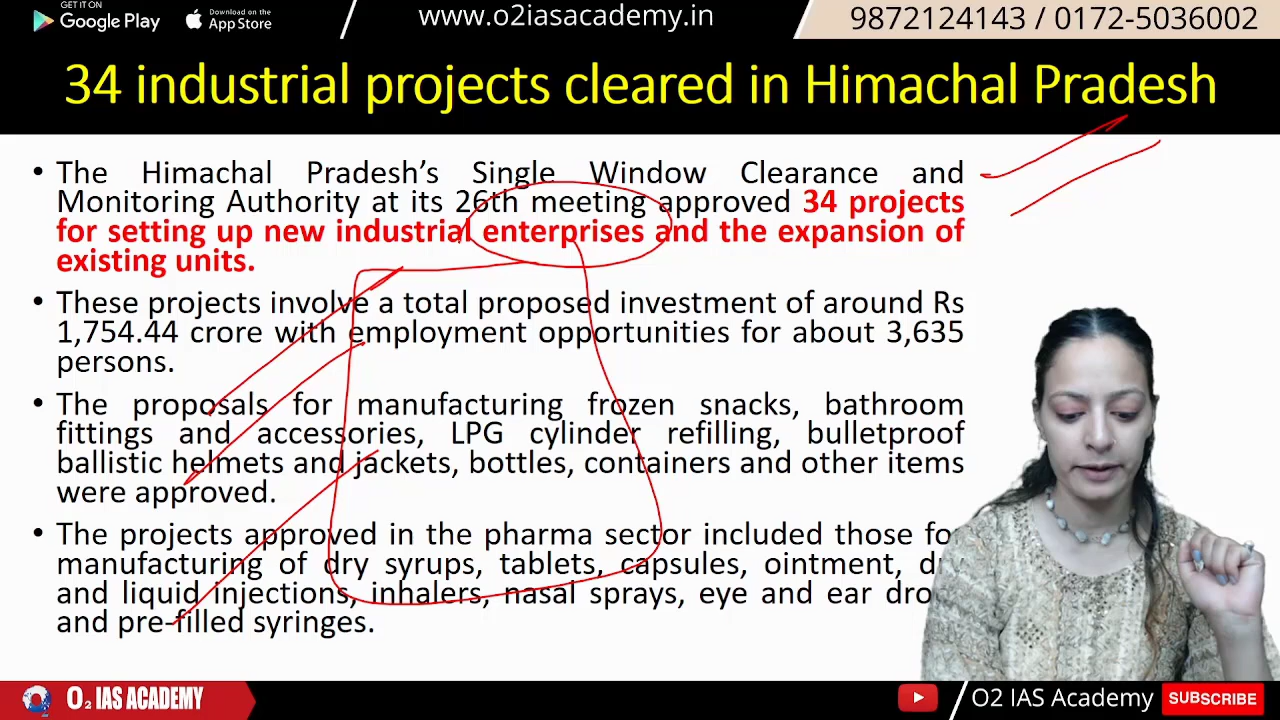 GET IT ON
Google Play
Download on the
App Store
www.o2iasacademy.in
9872124143 / 0172-5036002
34 industrial projects cleared in Himachal Pradesh
• The Himachal Pradesh’s Single Window Clearance and
Monitoring Authority at its 26th meeting approved 34 projects
for setting up new industrial enterprises and the expansion of
existing units.
• These projects involve a total proposed investment of around Rs
1,754.44 crore with employment opportunities for about 3,635
persons.
• The proposals for manufacturing frozen snacks, bathroom
fittings and accessories, LPG cylinder refilling, bulletproof
ballistic helmets and jackets, bottles, containers and other items
were approved.
• The projects approved in the pharma sector included those
manufacturing of dry syrups, tablets, capsules, ointment,
and liquid injections, inhalers, nasal sprays, eye and ear
and pre-filled syringes.
O2 IAS ACADEMY
O2 IAS Academy
SUBSCRIBE